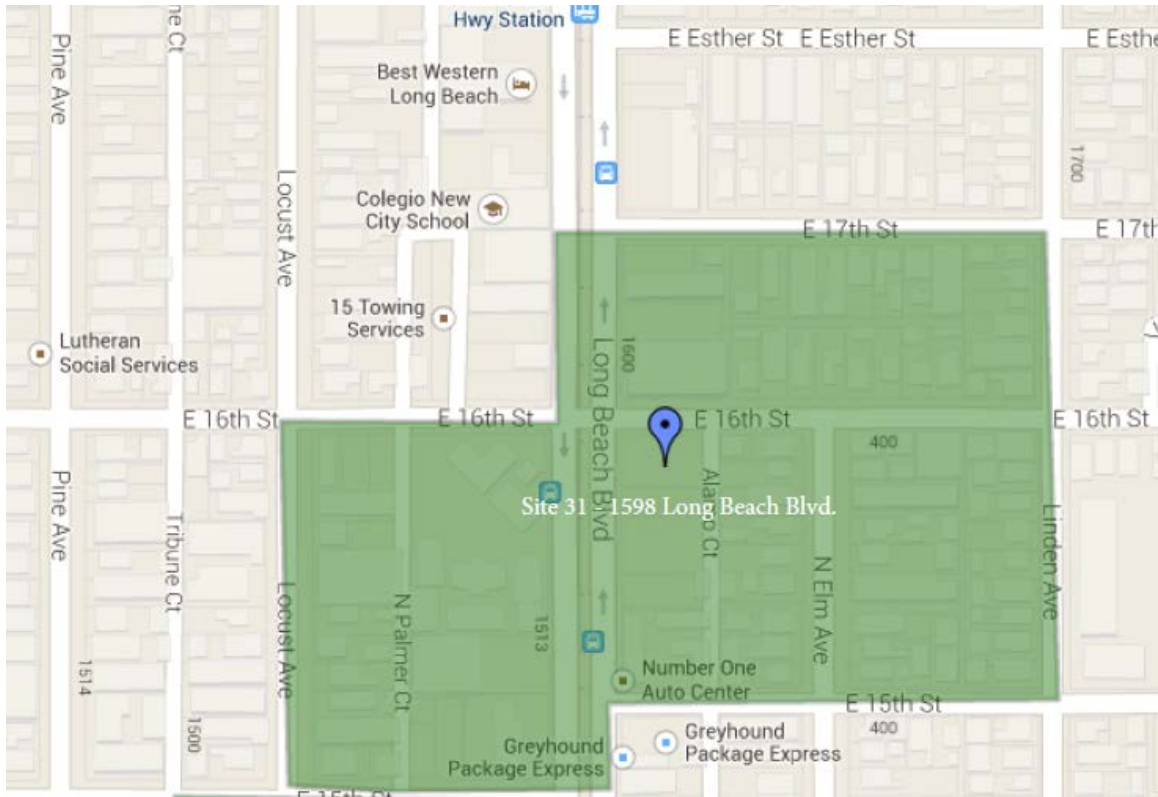 ne Ct
Hwy Station
E Esther St
E Esther St
E Esthe
Pine Ave
Best Western
Long Beach
1700
Locust Ave
Colegio New
City School
E 17th St
E 17th
15 Towing
Services
Lutheran
Social Services
1600
Long Beach Blvd
E 16th St
E 16th St
E 16th St
E 16th St
400
Pine Ave
Tribune Ct
Alamo Ct
Site 31 - 1598 Long Beach Blvd.
Linden Ave
Locust Ave
N Palmer Ct
1513
N Elm Ave
1514
1500
Number One
Auto Center
E 15th St
400
Greyhound
Package Express
Greyhound
Package Express
E 15th St